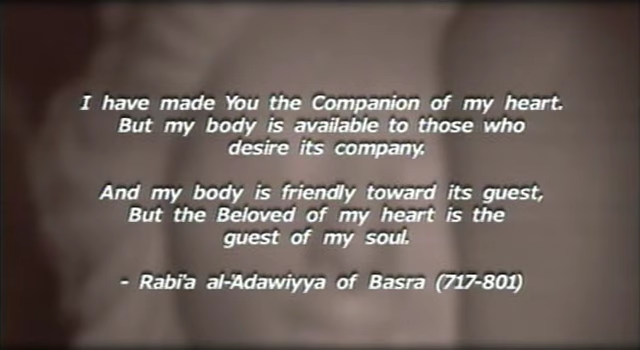 I have made You the Companion of my heart.
But my body is available to those who
desire its company.
And my body is friendly toward its guest,
But the Beloved of my heart is the
guest of my soul.
- Rabi'a al-'Adawiyya of Basra (717-801)